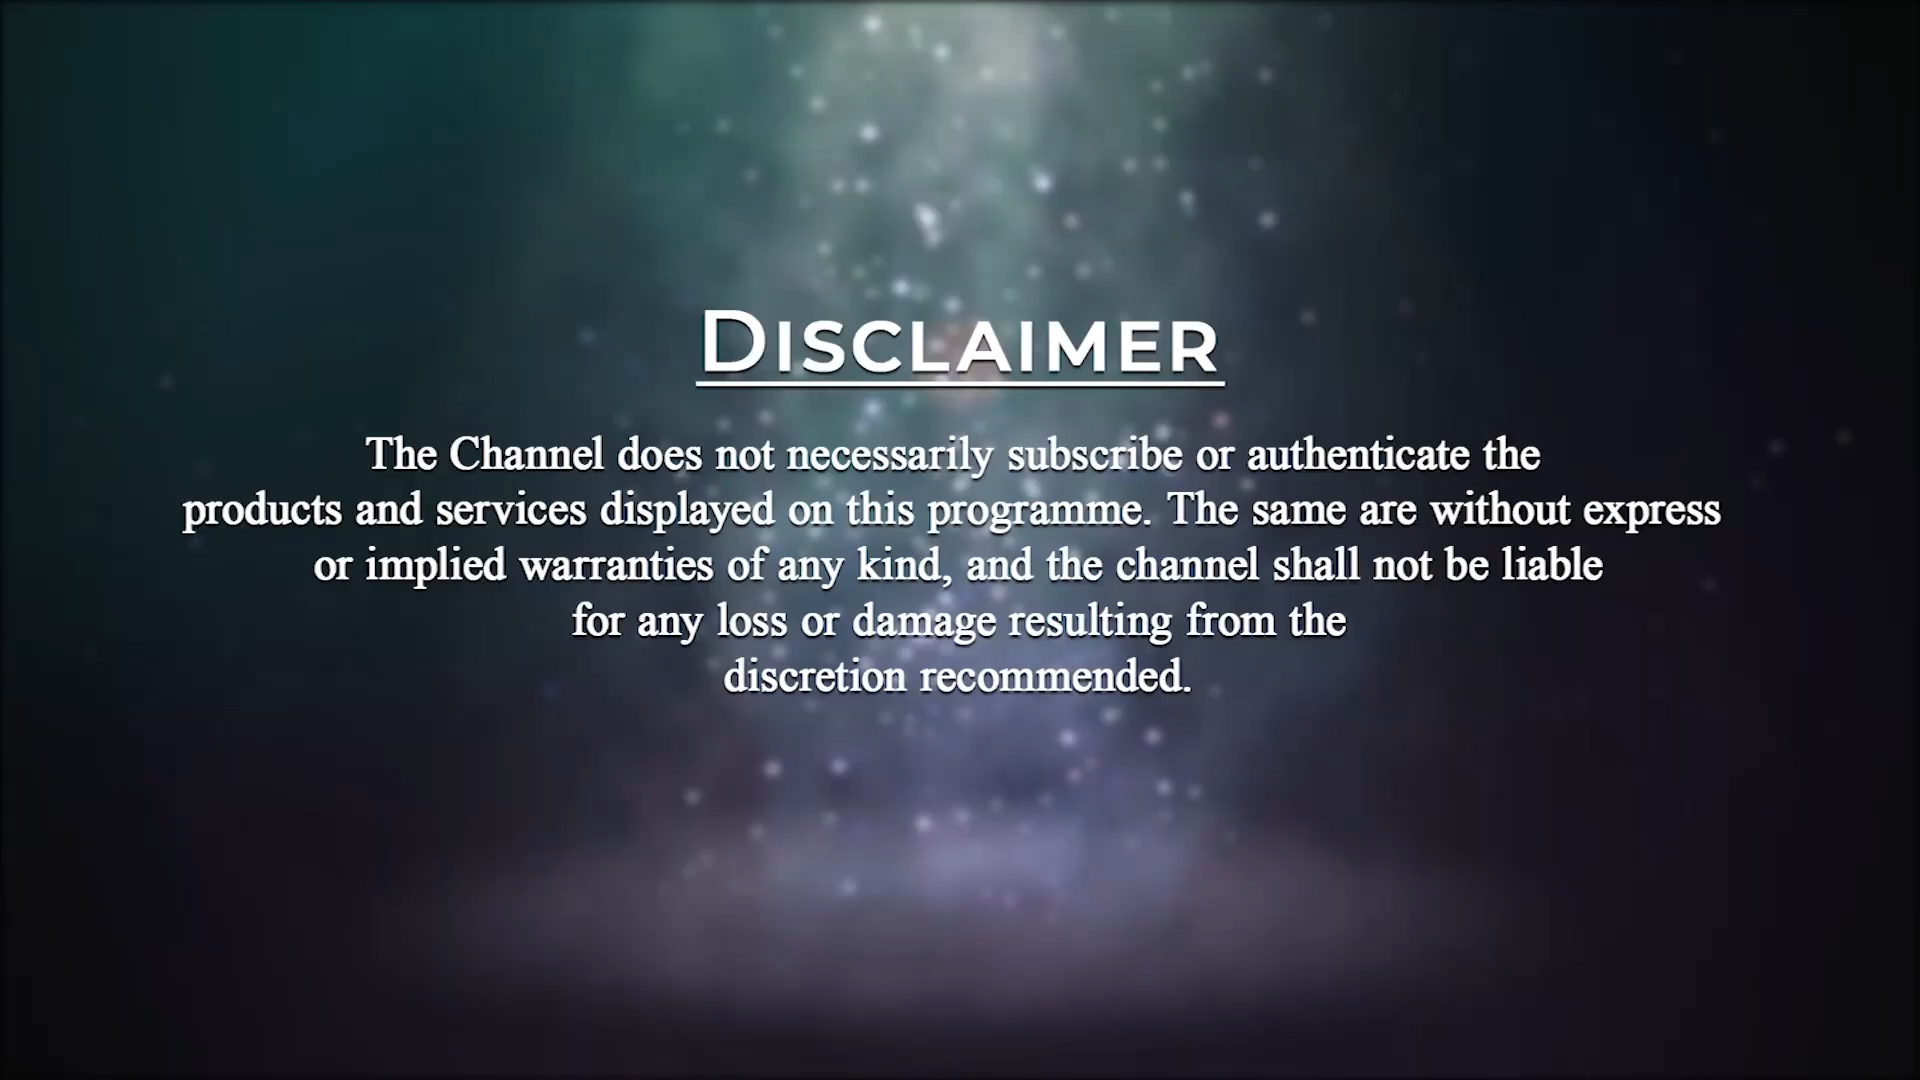 DISCLAIMER
The Channel does not necessarily subscribe or authenticate the
products and services displayed on this programme. The same are without express
or implied warranties of any kind, and the channel shall not be liable
for any loss or damage resulting from the
discretion recommended.